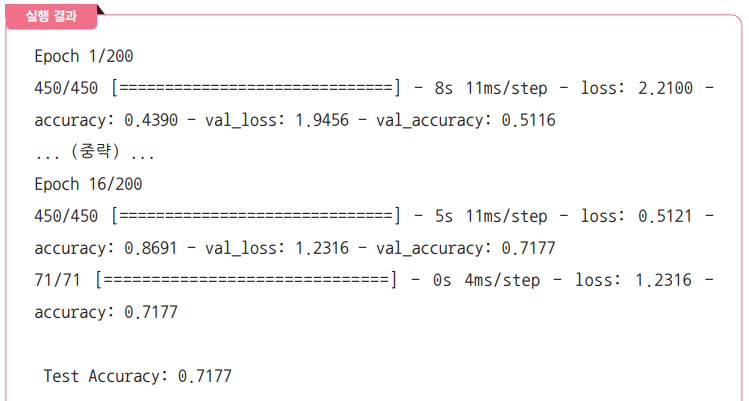 실행 결과
Epoch 1/200
450/450 [==============================] - 8s 11ms/step - loss: 2.2100 -
accuracy: 0.4390 - val_loss: 1.9456 - val_accuracy: 0.5116
... (중략) ...
Epoch 16/200
450/450 [==============================] - 5s 11ms/step - loss: 0.5121 -
accuracy: 0.8691 - val_loss: 1.2316 - val_accuracy: 0.7177
71/71 [==============================] - 0s 4ms/step - loss: 1.2316 -
accuracy: 0.7177
Test Accuracy: 0.7177